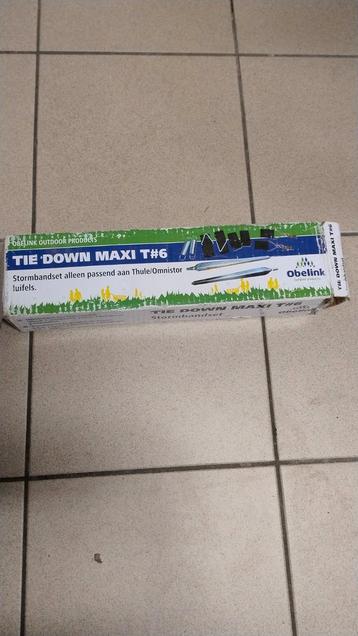 OBELINK OUTDOOR PRODUCTS
TIE DOWN MAXI T#6
Stormbandset alleen passend aan Thule/Omnistor
luifels.
Obelink
TIE DOWN MAXI T#6
TIE DOWN MAXI T#6
Stormbandset